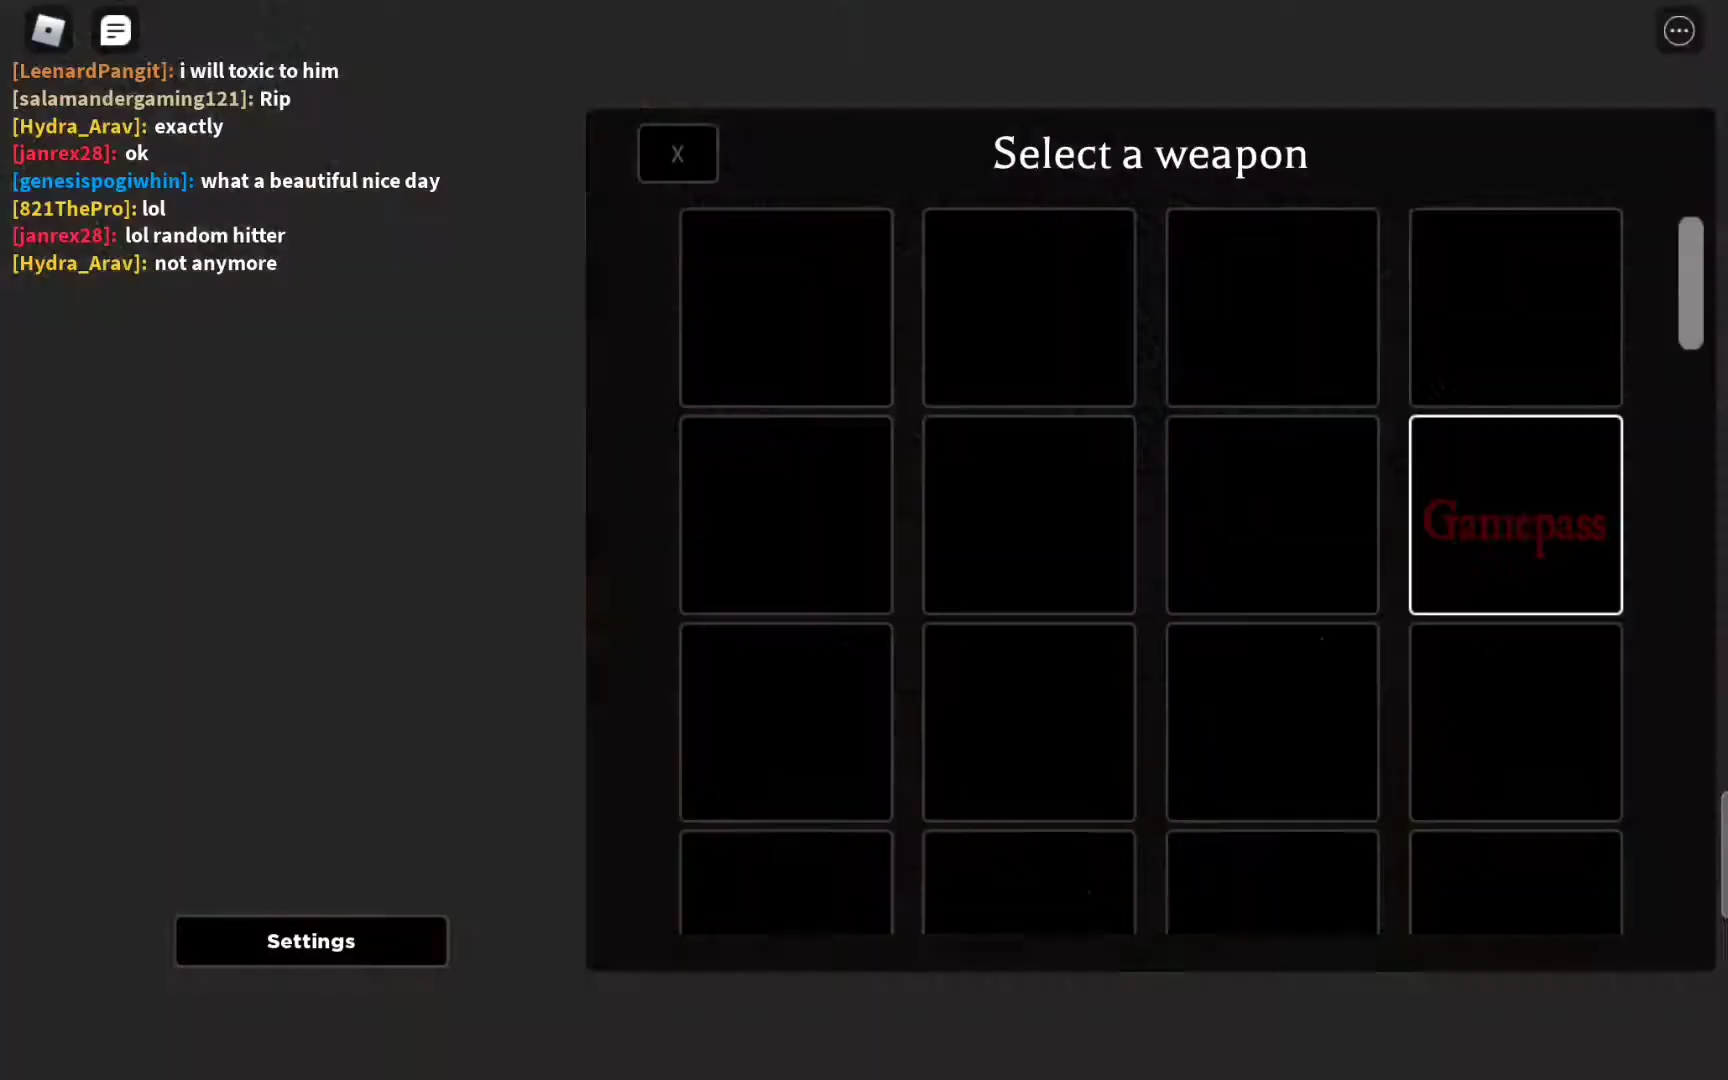 [LeenardPangit]: i will toxic to him
[salamandergaming121]: Rip
[Hydra_Arav]: exactly
[janrex28]: ok
[genesispogiwhin]: what a beautiful nice day
[821ThePro]: lol
[janrex28]: lol random hitter
[Hydra_Arav]: not anymore
X
Select a weapon
Gamepass
Settings